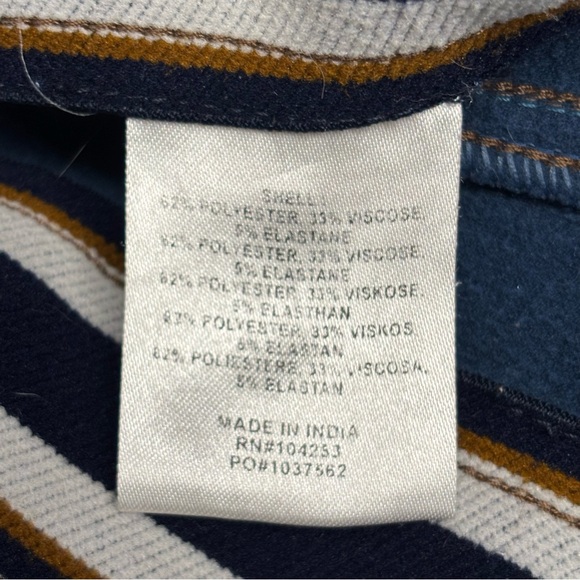 SHELL:
62% POLYESTER, 33% VISCOSE,
5% ELASTANE
62% POLYESTER, 33% VISCOSE,
5% ELASTANE
62% POLYESTER, 33% VISKOSE,
5% ELASTHAN
62% POLYESTER, 33% VISKOS
5% ELASTAN
62% POLIESTERE, 33% VISCOSA,
5% ELASTAN
MADE IN INDIA
RN#104253
PO#1037562